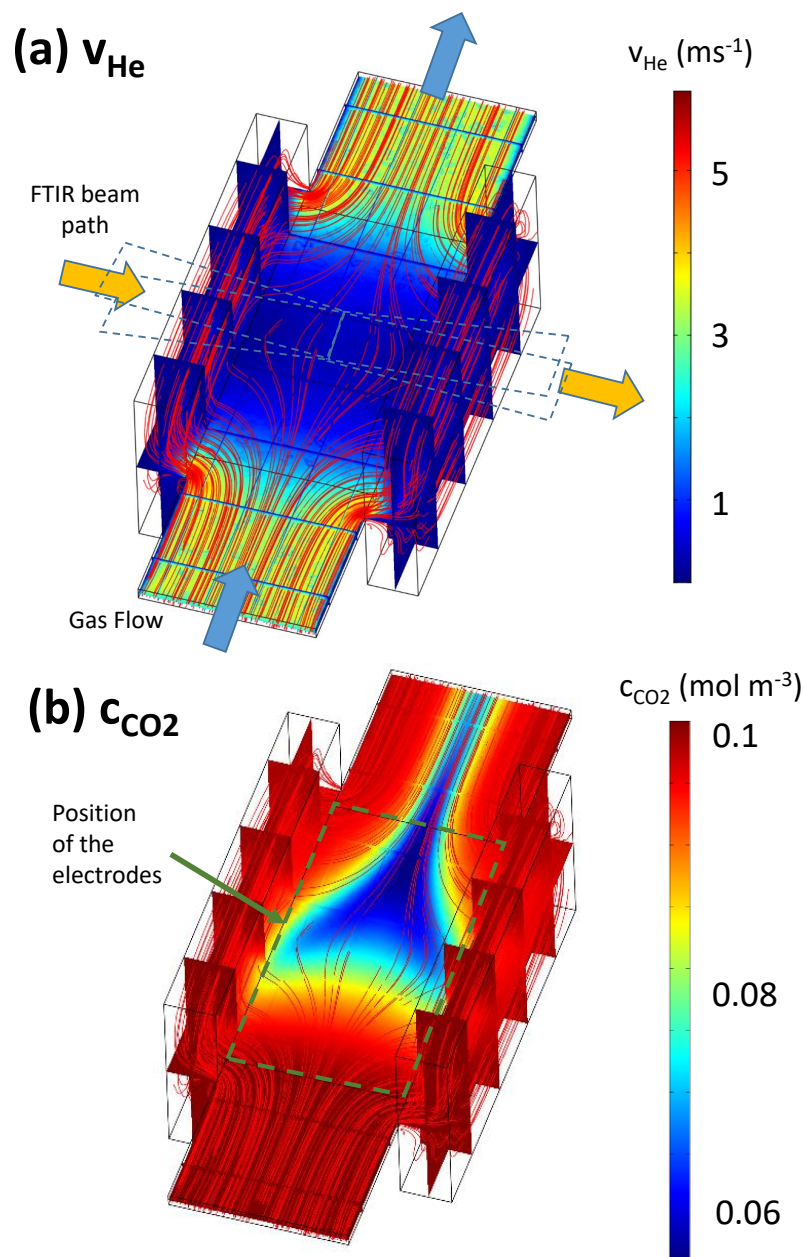 (a) vHe
vHe (ms-1)
5
3
1
FTIR beam
path
Gas Flow
(b) cCO2
cCO2 (mol m-3)
0.1
0.08
0.06
Position
of the
electrodes